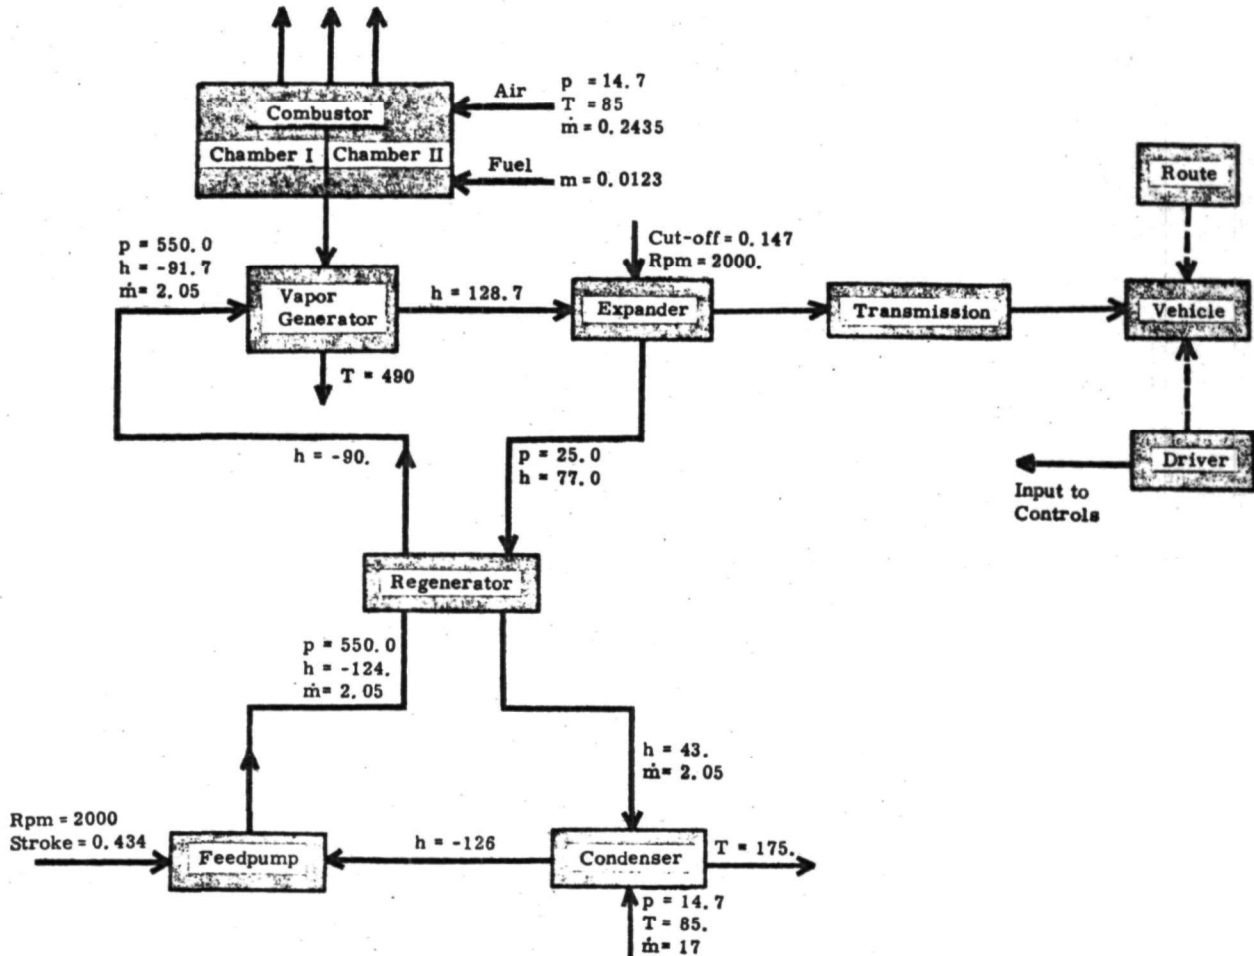 Air
p = 14.7
T = 85
ṁ = 0.2435
Combustor
Chamber I
Chamber II
Fuel
m = 0.0123
Route
p = 550.0
h = -91.7
ṁ = 2.05
Vapor
Generator
h = 128.7
Cut-off = 0.147
Rpm = 2000.
Expander
Transmission
Vehicle
T = 490
h = -90.
p = 25.0
h = 77.0
Driver
Input to
Controls
Regenerator
p = 550.0
h = -124.
ṁ = 2.05
h = 43.
ṁ = 2.05
Rpm = 2000
Stroke = 0.434
Feedpump
h = -126
Condenser
T = 175.
p = 14.7
T = 85.
ṁ = 17